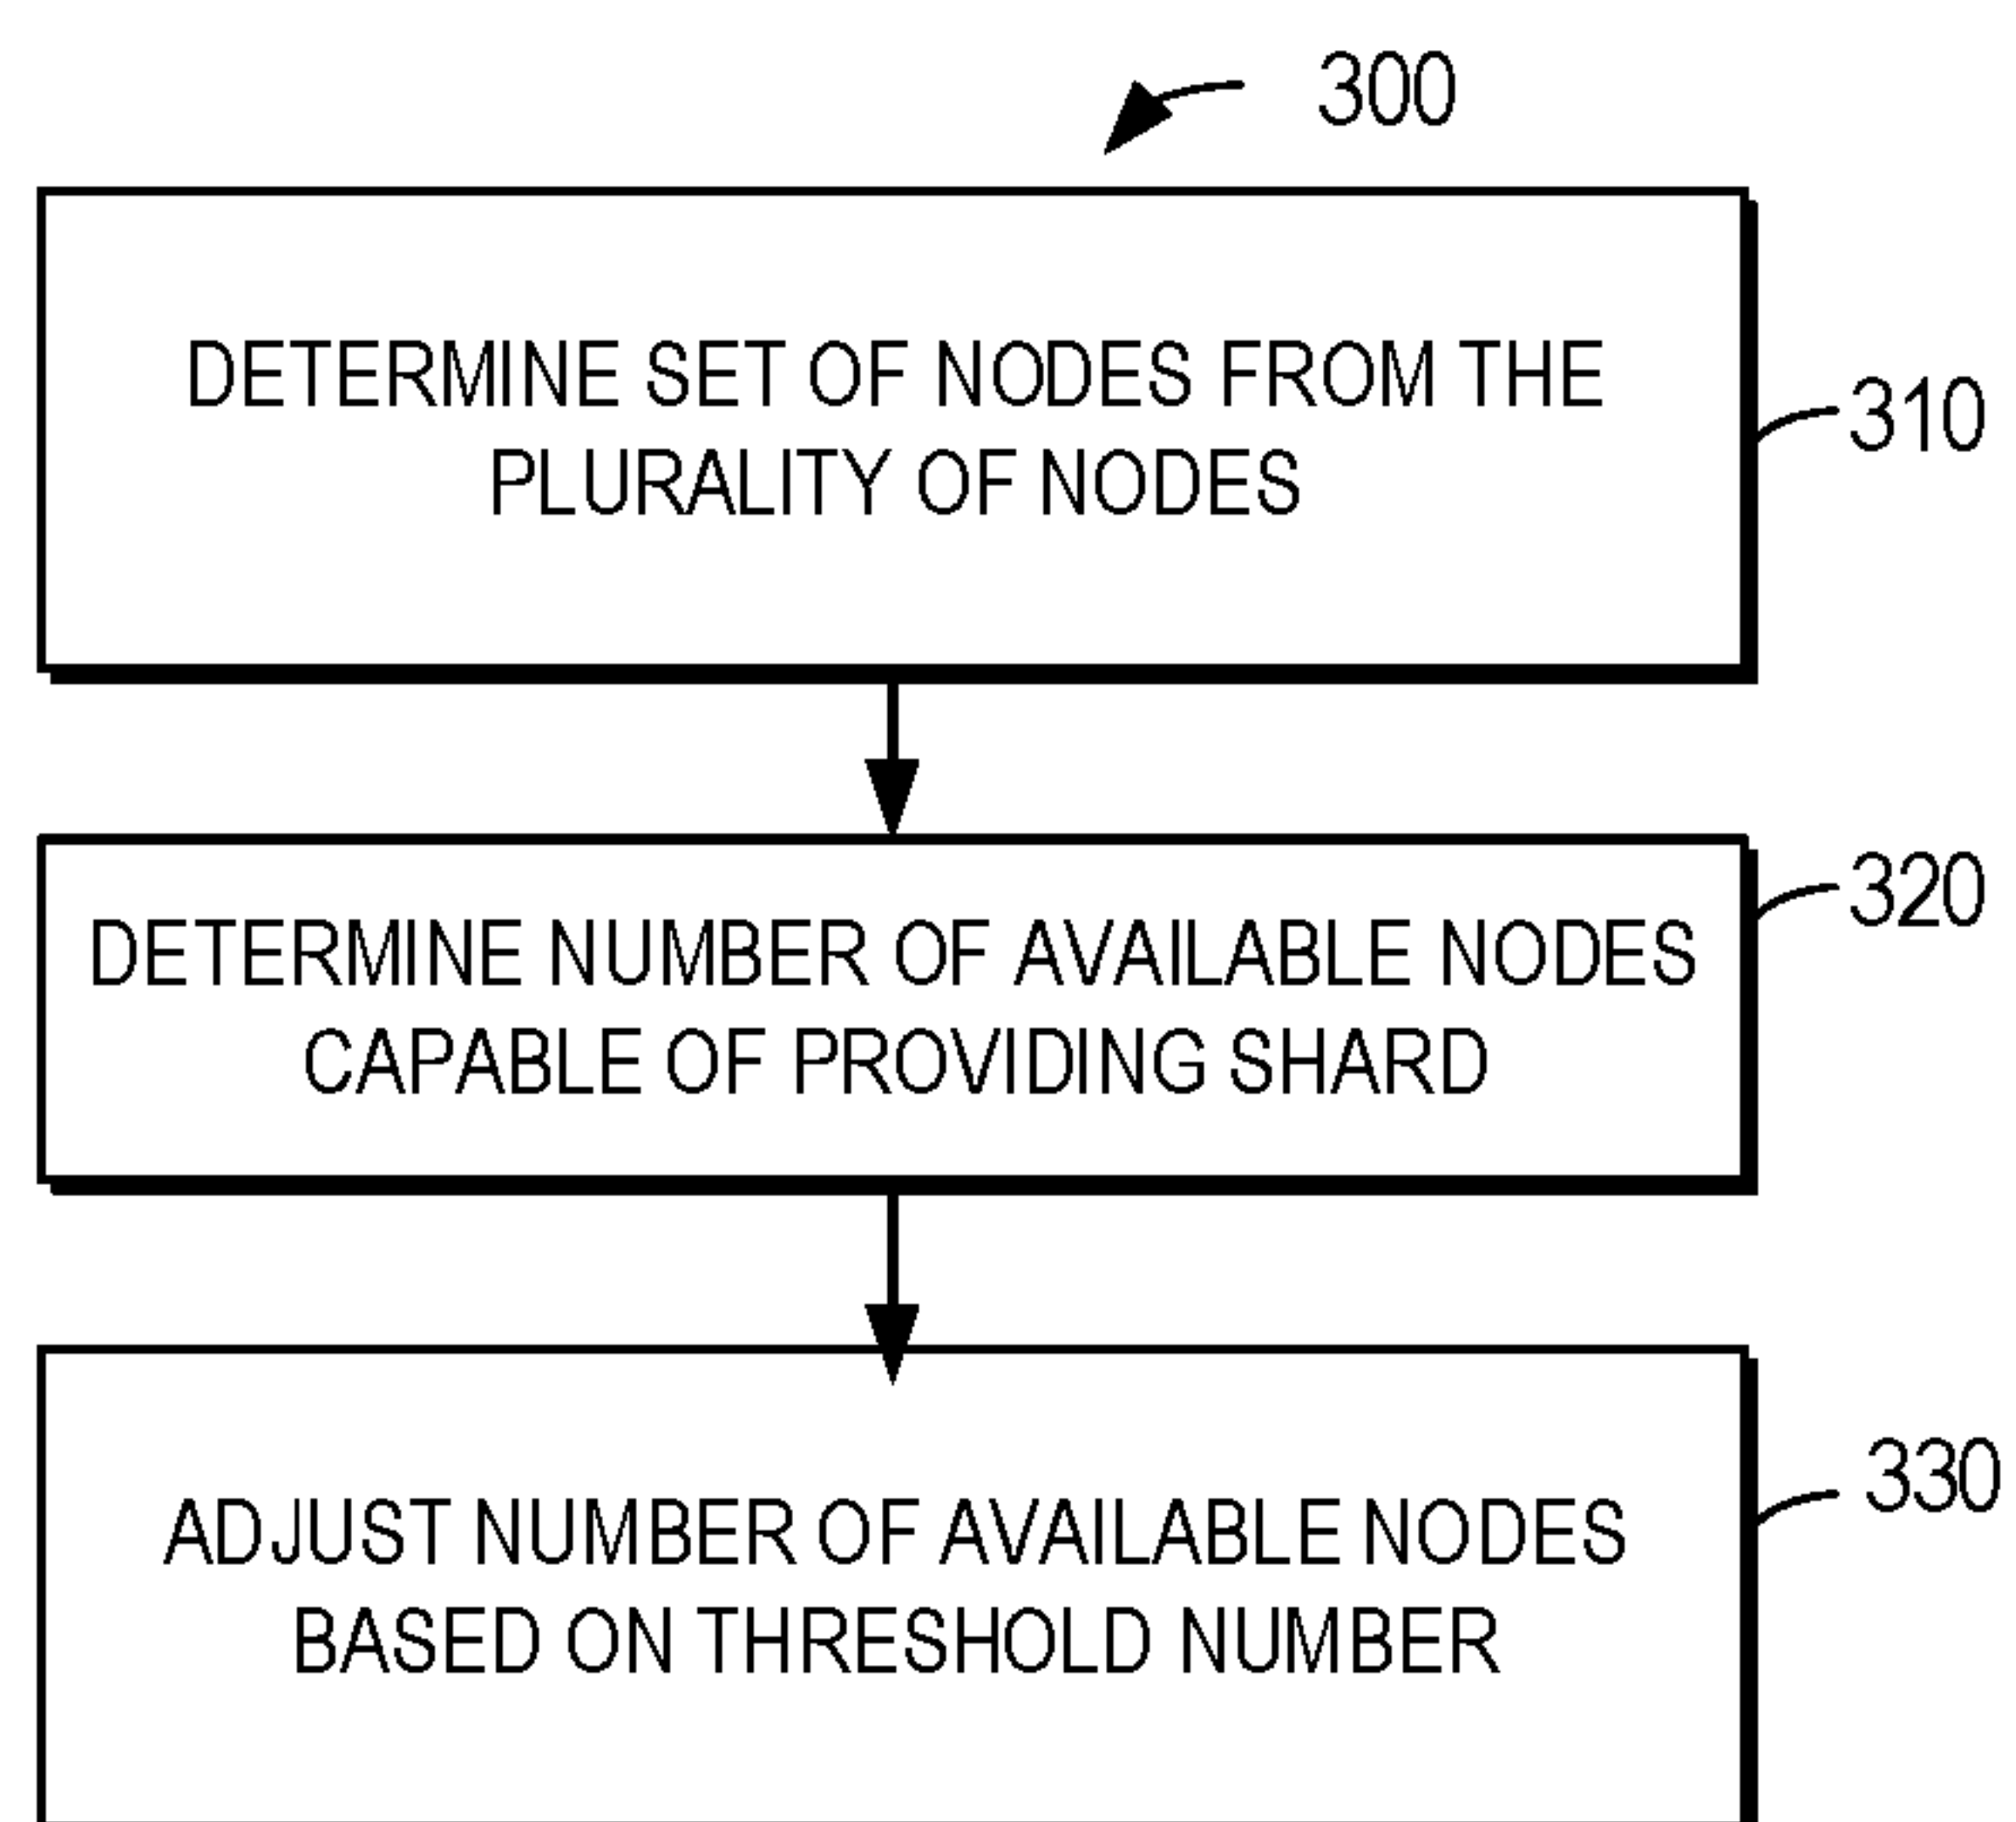 300
DETERMINE SET OF NODES FROM THE
PLURALITY OF NODES
310
DETERMINE NUMBER OF AVAILABLE NODES
CAPABLE OF PROVIDING SHARD
320
ADJUST NUMBER OF AVAILABLE NODES
BASED ON THRESHOLD NUMBER
330